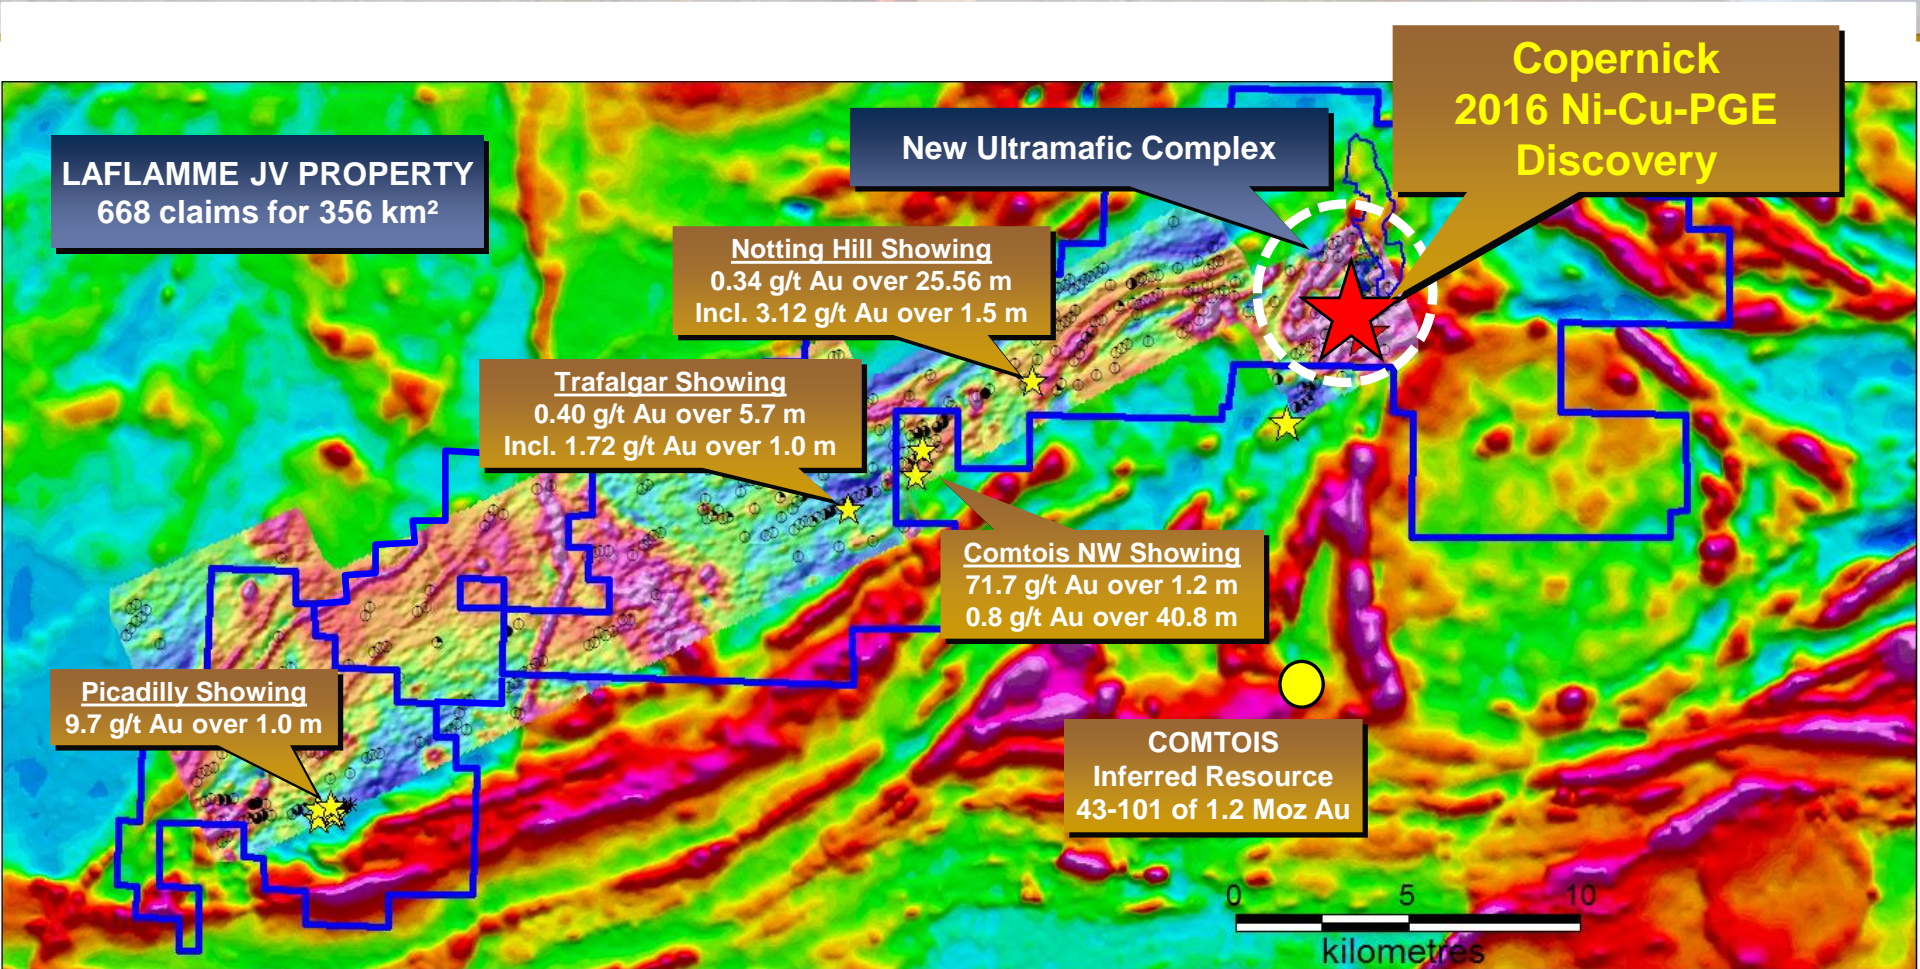 Copernick
2016 Ni-Cu-PGE
Discovery
New Ultramafic Complex
LAFLAMME JV PROPERTY
668 claims for 356 km²
Notting Hill Showing
0.34 g/t Au over 25.56 m
Incl. 3.12 g/t Au over 1.5 m
Trafalgar Showing
0.40 g/t Au over 5.7 m
Incl. 1.72 g/t Au over 1.0 m
Comtois NW Showing
71.7 g/t Au over 1.2 m
0.8 g/t Au over 40.8 m
Picadilly Showing
9.7 g/t Au over 1.0 m
COMTOIS
Inferred Resource
43-101 of 1.2 Moz Au
0 5 10
kilometres